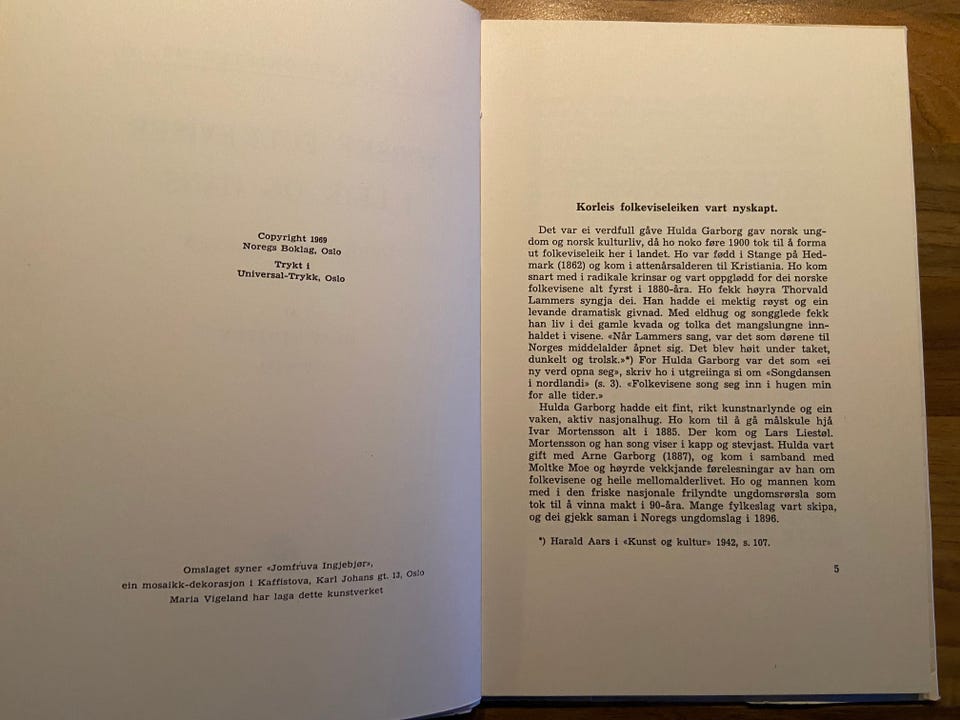 Copyright 1969
Noregs Boklag, Oslo
Trykt i
Universal-Trykk, Oslo
Omslaget syner «Jomfruva Ingjebjør»,
ein mosaikk-dekorasjon i Kaffistova, Karl Johans gt. 13, Oslo
Maria Vigeland har laga dette kunstverket
Korleis folkeviseleiken vart nyskapt.
Det var ei verdfull gåve Hulda Garborg gav norsk ung-
dom og norsk kulturliv, då ho noko føre 1900 tok til å forma
ut folkeviseleik her i landet. Ho var fødd i Stange på Hed-
mark (1862) og kom i attenårsalderen til Kristiania. Ho kom
snart med i radikale krinsar og vart oppglødd for dei norske
folkevisene alt fyrst i 1880-åra. Ho fekk høyra Thorvald
Lammers syngja dei. Han hadde ei mektig røyst og ein
levande dramatisk givnad. Med eldhug og songglede fekk
han liv i dei gamle kvada og tolka det mangslungne inn-
haldet i visene. «Når Lammers sang, var det som dørene til
Norges middelalder åpnet sig. Det blev høit under taket,
dunkelt og trolsk.»*) For Hulda Garborg var det som «ei
ny verd opna seg», skriv ho i utgreiinga si om «Songdansen
i nordlandi» (s. 3). «Folkevisene song seg inn i hugen min
for alle tider.»
Hulda Garborg hadde eit fint, rikt kunstnarlynde og ein
vaken, aktiv nasjonalhug. Ho kom til å gå målskule hjå
Ivar Mortensson alt i 1885. Der kom og Lars Liestøl.
Mortensson og han song viser i kapp og stevjast. Hulda vart
gift med Arne Garborg (1887), og kom i samband med
Moltke Moe og høyrde vekkjande førelesningar av han om
folkevisene og heile mellomalderlivet. Ho og mannen kom
med i den friske nasjonale frilyndte ungdomsrørsla som
tok til å vinna makt i 90-åra. Mange fylkeslag vart skipa,
og dei gjekk saman i Noregs ungdomslag i 1896.
*) Harald Aars i «Kunst og kultur» 1942, s. 107.
5